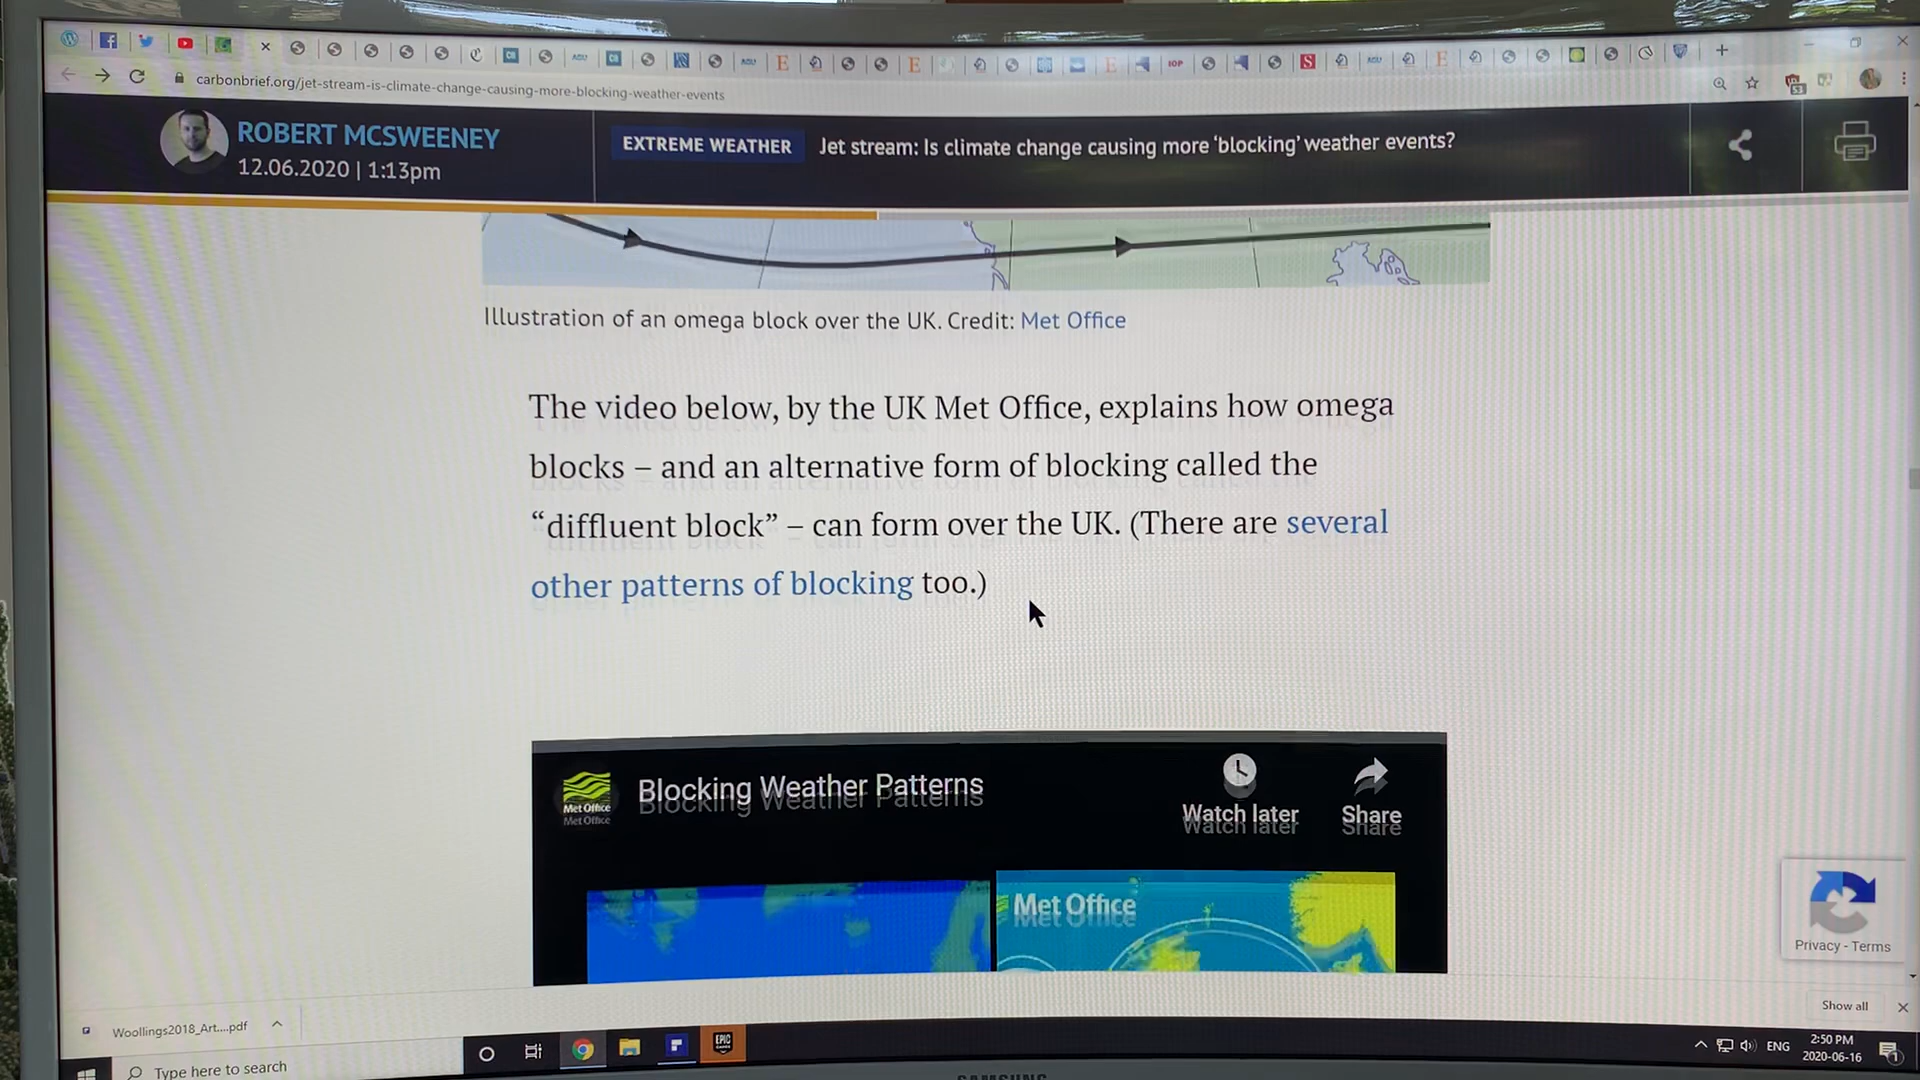 carbonbrief.org/jet-stream-is-climate-change-causing-more-blocking-weather-events
ROBERT MCSWEENEY
12.06.2020 | 1:13pm
EXTREME WEATHER
Jet stream: Is climate change causing more ‘blocking’ weather events?
Illustration of an omega block over the UK. Credit: Met Office
The video below, by the UK Met Office, explains how omega
blocks – and an alternative form of blocking called the
“diffluent block” – can form over the UK. (There are several
other patterns of blocking too.)
Met Office
Blocking Weather Patterns
Watch later
Share
Met Office
Privacy - Terms
Woollings2018_Art....pdf
Show all
Type here to search
EPIC
ENG
2:50 PM
2020-06-16
SAMSUNG